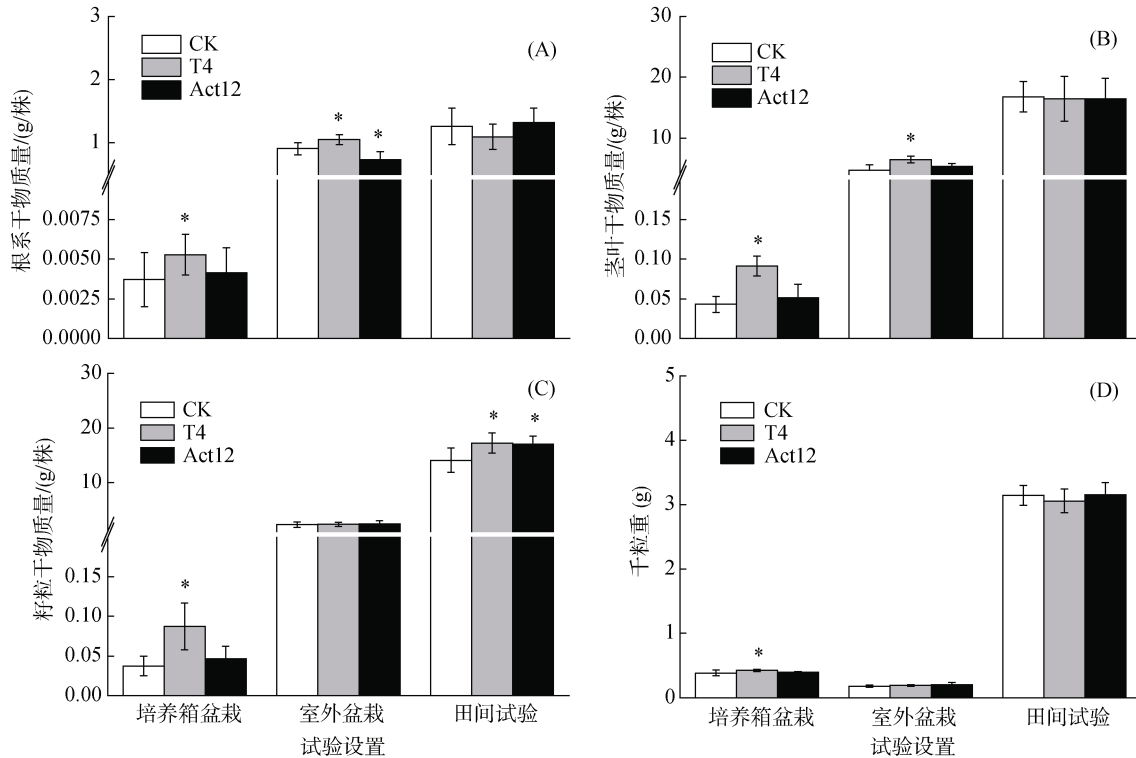 3
CK
T4
Act12
(A)
2
*
*
1
0.0075
*
0.0050
0.0025
0.0000
根系干物质量/(g/株)
30
CK
T4
Act12
(B)
20
10
*
0.15
*
0.10
0.05
0.00
茎叶干物质量/(g/株)
30
CK
T4
Act12
(C)
20
*
*
10
0.15
*
0.10
0.05
0.00
籽粒干物质量/(g/株)
培养箱盆栽
室外盆栽
田间试验
试验设置
5
CK
T4
Act12
(D)
4
3
2
1
*
0
千粒重 (g)
培养箱盆栽
室外盆栽
田间试验
试验设置